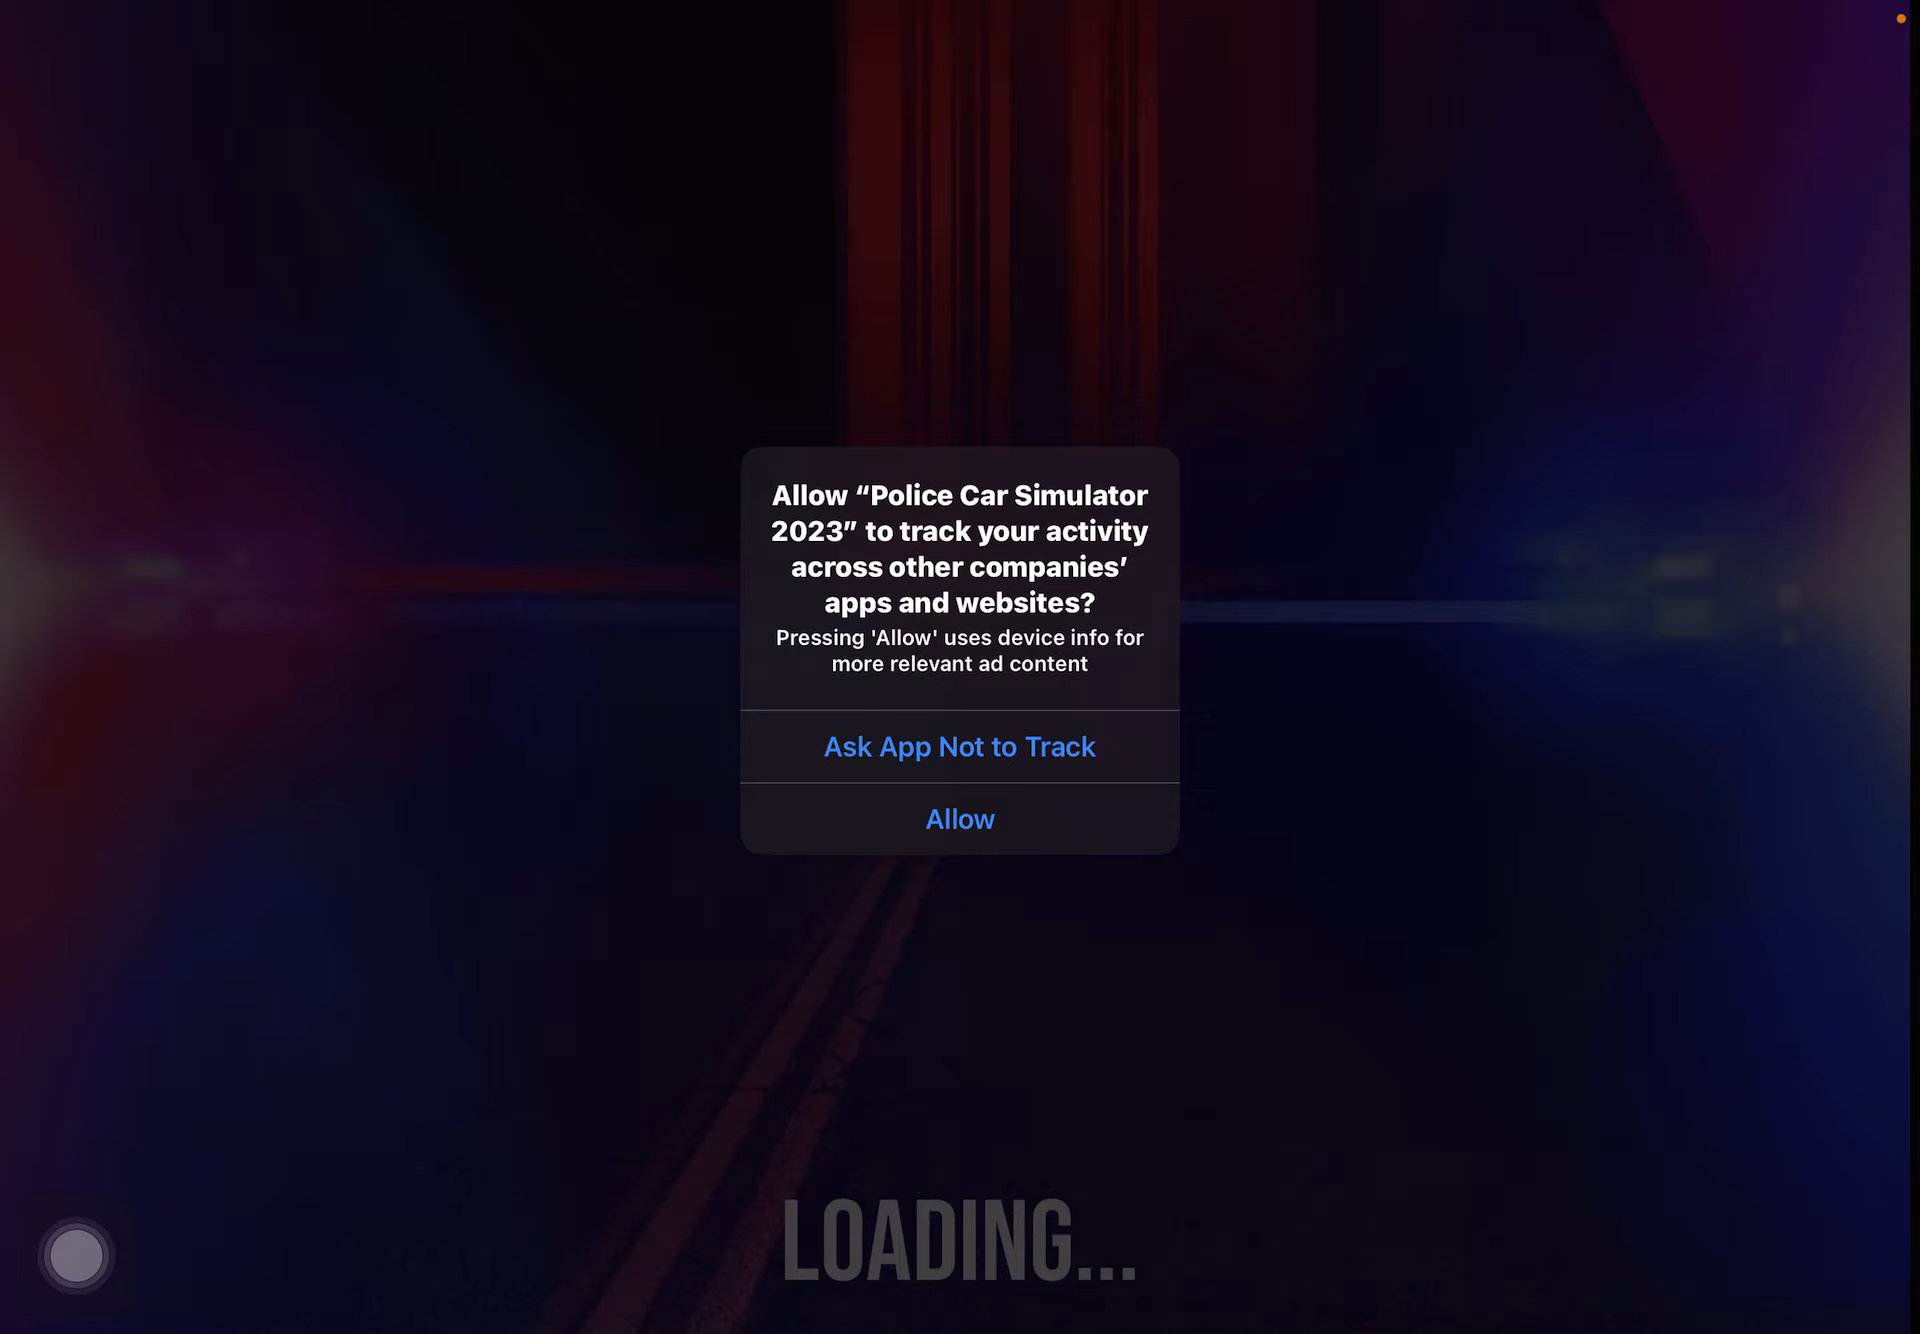 Allow “Police Car Simulator
2023” to track your activity
across other companies’
apps and websites?
Pressing 'Allow' uses device info for
more relevant ad content
Ask App Not to Track
Allow
LOADING...